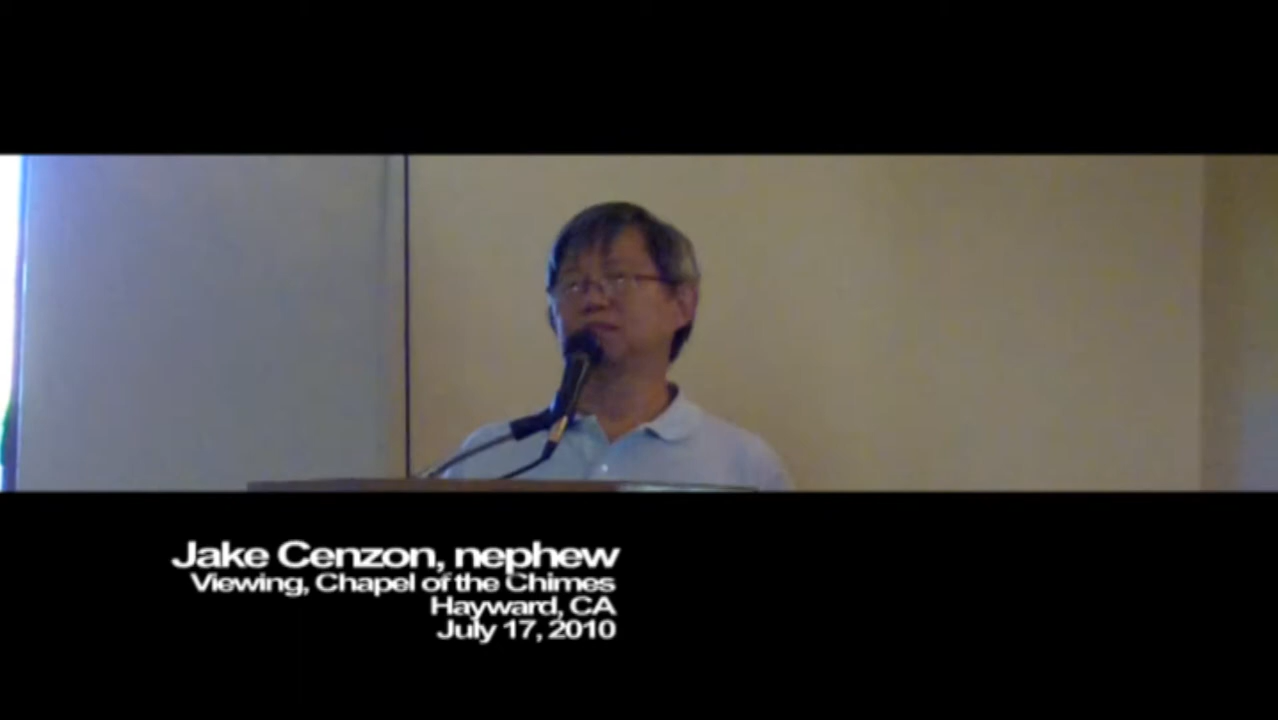 Jake Cenzon, nephew
Viewing, Chapel of the Chimes
Hayward, CA
July 17, 2010